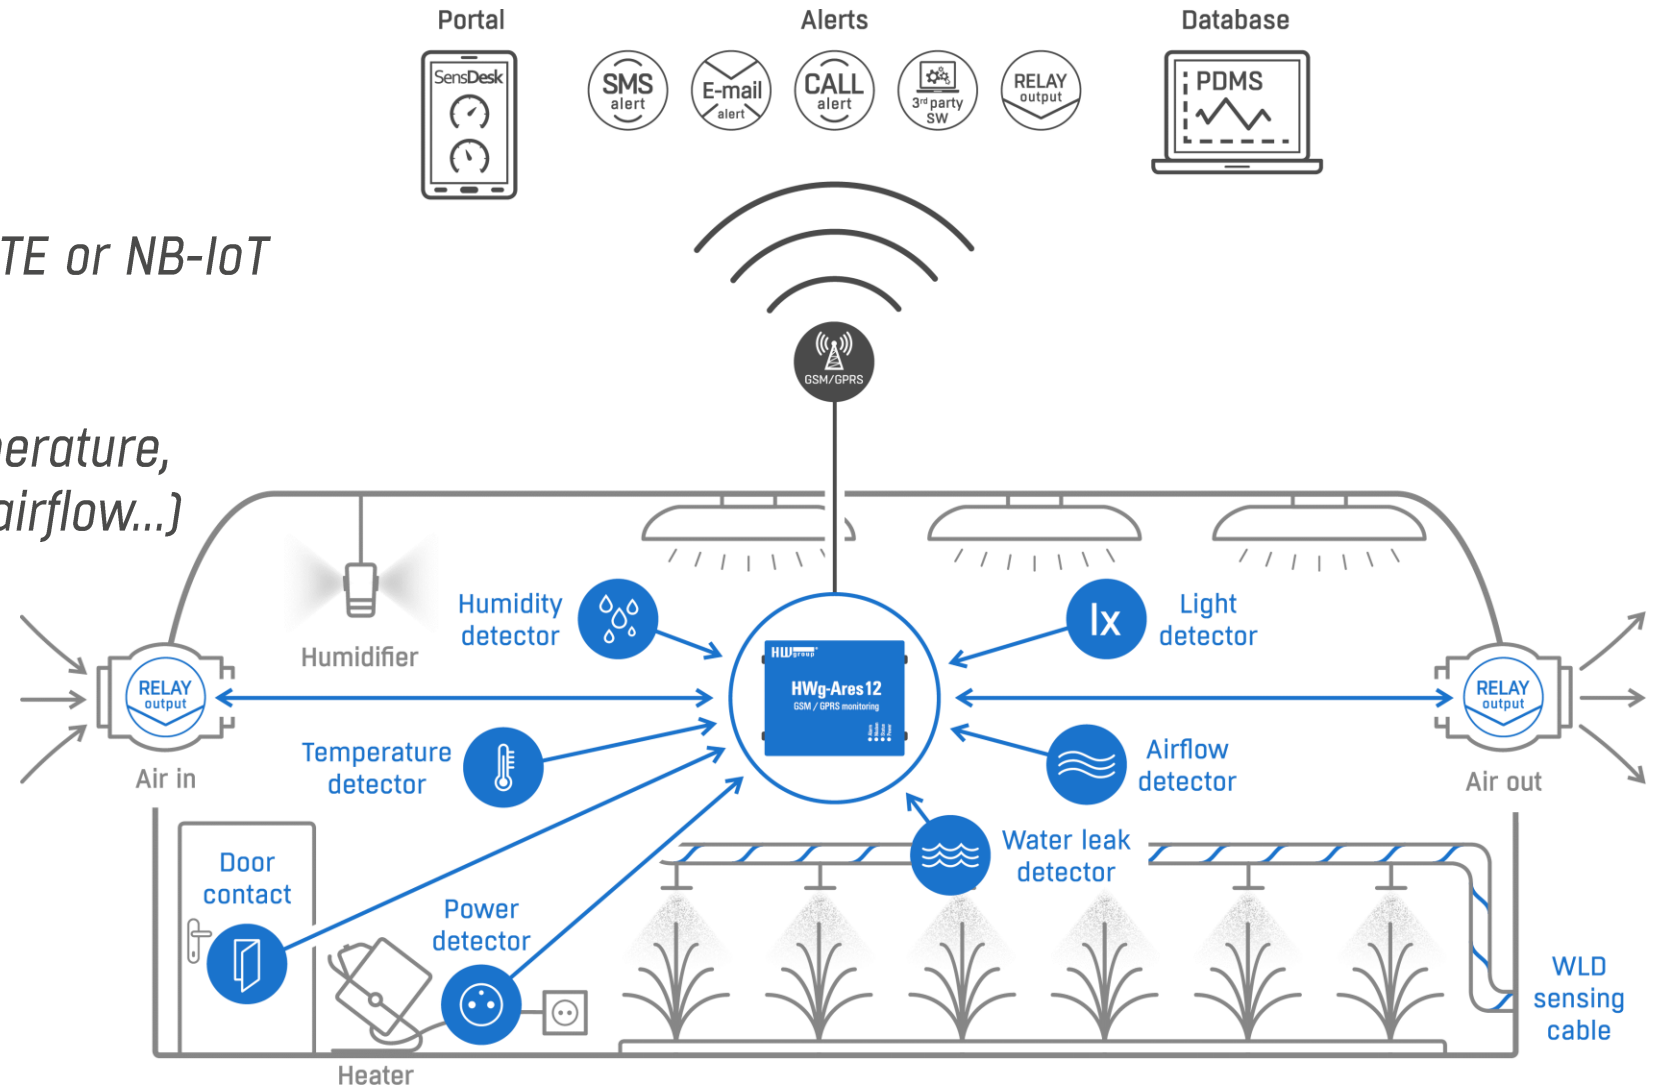 Portal
Alerts
Database
SensDesk
SMS
alert
E-mail
alert
CALL
alert
3rd party
SW
RELAY
output
PDMS
TE or NB-IoT
GSM/GPRS
erature,
airflow...)
Humidifier
Humidity
detector
lx
Light
detector
HWgroup
HWg-Ares12
GSM / GPRS monitoring
RELAY
output
Air in
RELAY
output
Air out
Temperature
detector
Airflow
detector
Water leak
detector
Door
contact
Power
detector
WLD
sensing
cable
Heater